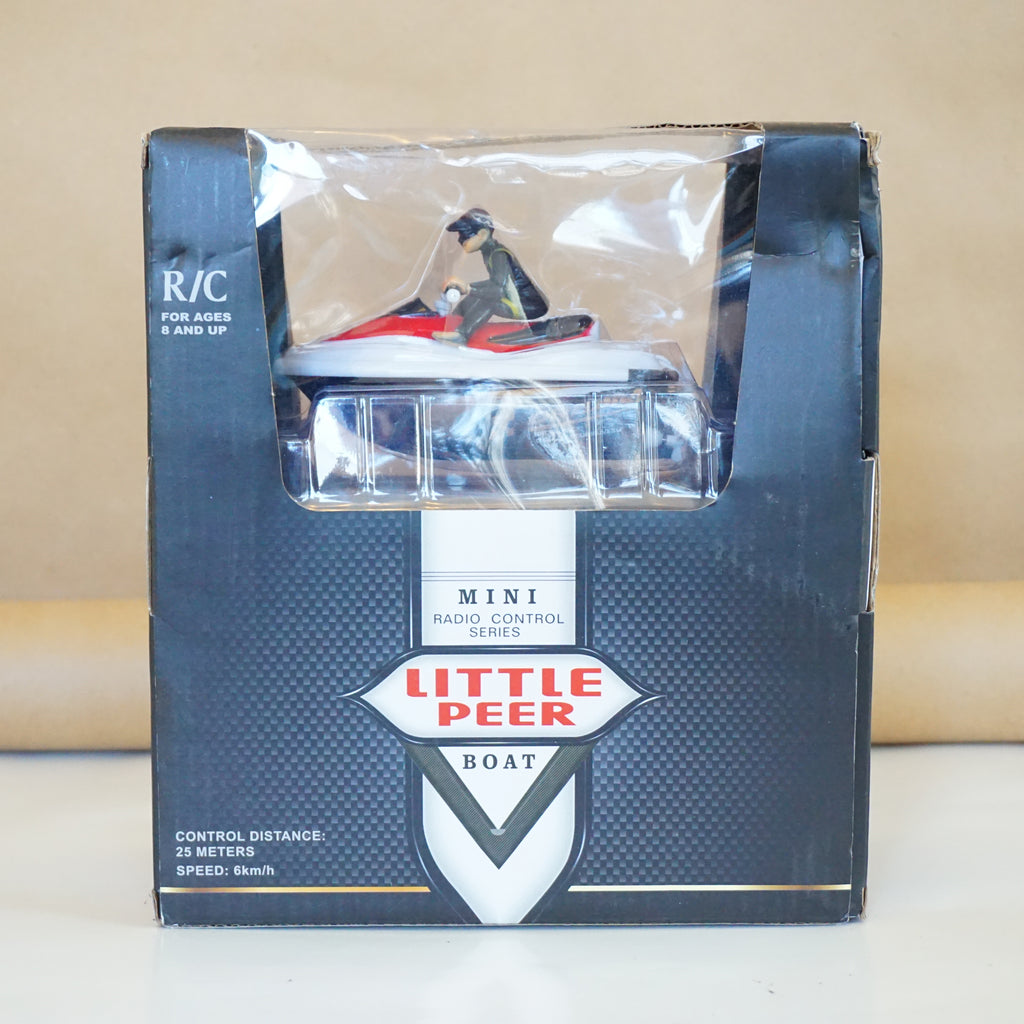 R/C
FOR AGES
8 AND UP
MINI
RADIO CONTROL
SERIES
LITTLE
PEER
BOAT
CONTROL DISTANCE:
25 METERS
SPEED: 6km/h